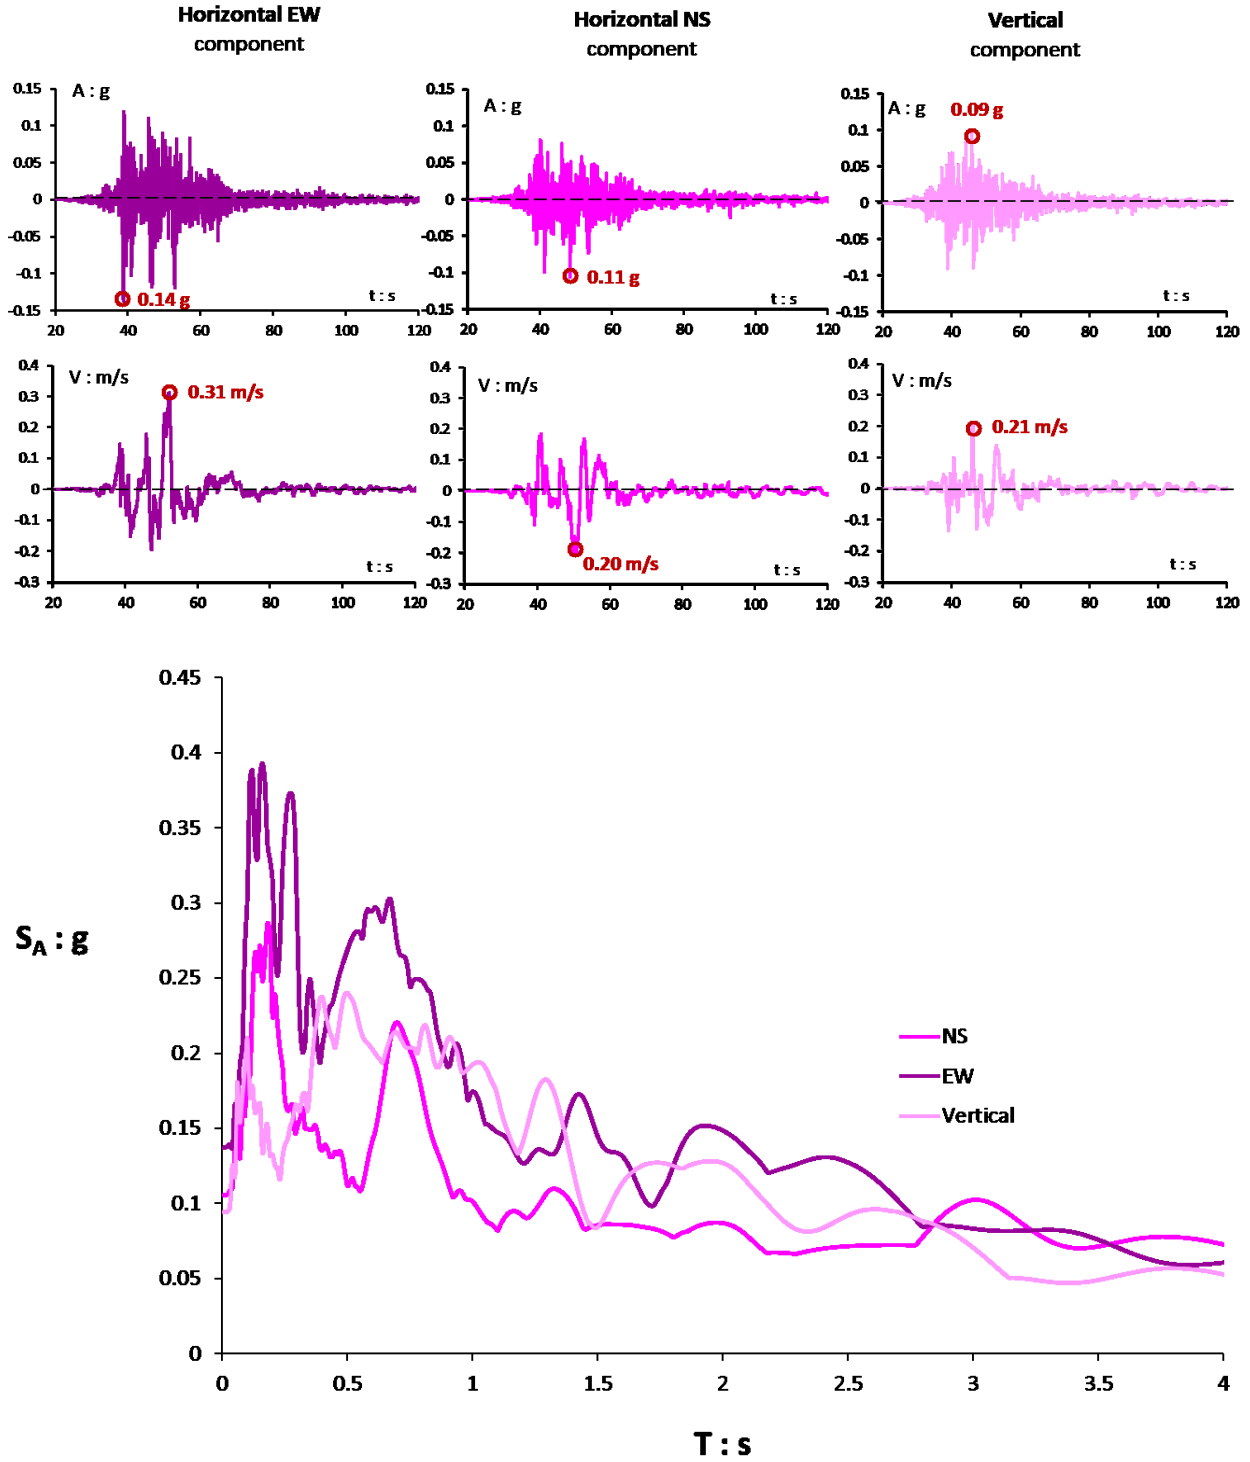 Horizontal EW
component
Horizontal NS
component
Vertical
component
A : g
0.15
0.1
0.05
0
-0.05
-0.1
-0.15
0.14 g
t : s
20 40 60 80 100 120
A : g
0.15
0.1
0.05
0
-0.05
-0.1
-0.15
0.11 g
t : s
20 40 60 80 100 120
A : g
0.15
0.1
0.05
0
-0.05
-0.1
-0.15
0.09 g
t : s
20 40 60 80 100 120
V : m/s
0.4
0.3
0.2
0.1
0
-0.1
-0.2
-0.3
0.31 m/s
t : s
20 40 60 80 100 120
V : m/s
0.4
0.3
0.2
0.1
0
-0.1
-0.2
-0.3
0.20 m/s
t : s
20 40 60 80 100 120
V : m/s
0.4
0.3
0.2
0.1
0
-0.1
-0.2
-0.3
0.21 m/s
t : s
20 40 60 80 100 120
SA : g
0.45
0.4
0.35
0.3
0.25
0.2
0.15
0.1
0.05
0
NS
EW
Vertical
0 0.5 1 1.5 2 2.5 3 3.5 4
T : s